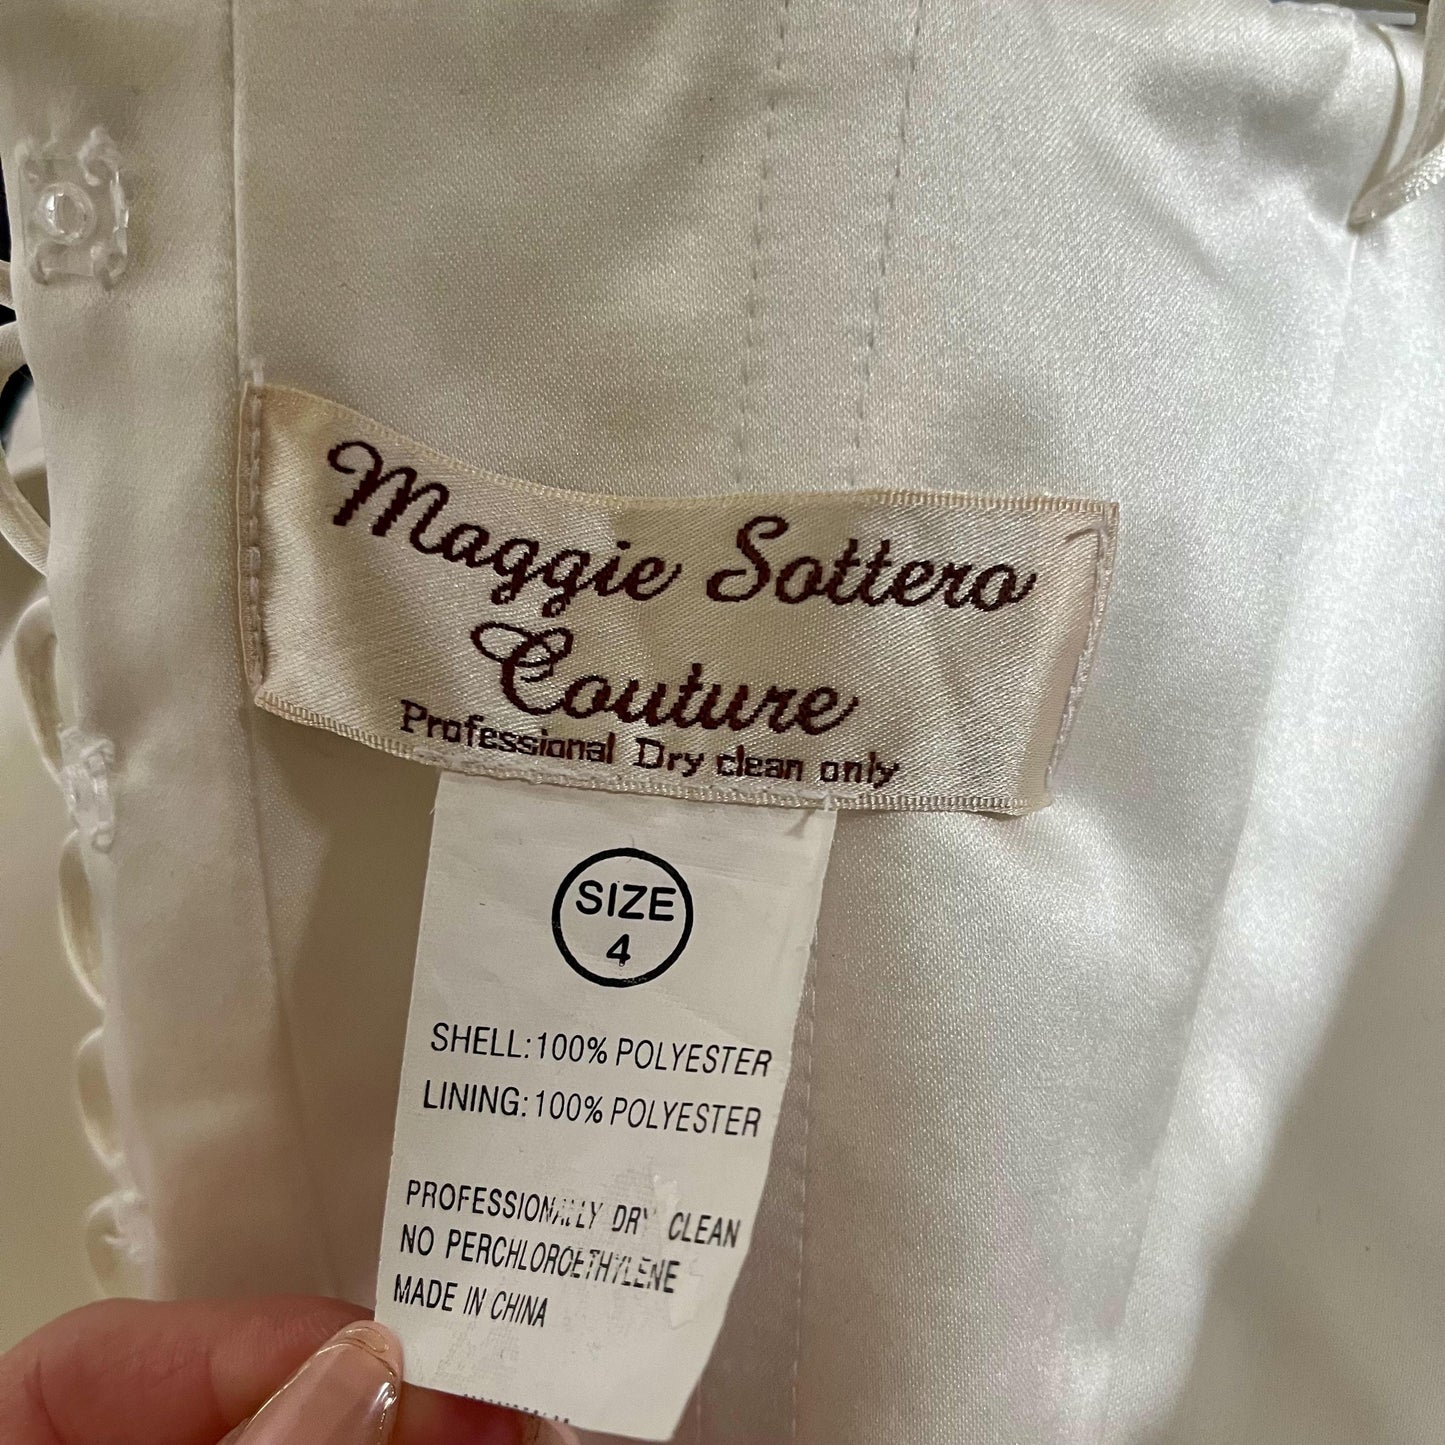 Maggie Sottero
Couture
Professional Dry clean only
SIZE
4
SHELL: 100% POLYESTER
LINING: 100% POLYESTER
PROFESSIONALLY DRY CLEAN
NO PERCHLOROETHYLENE
MADE IN CHINA